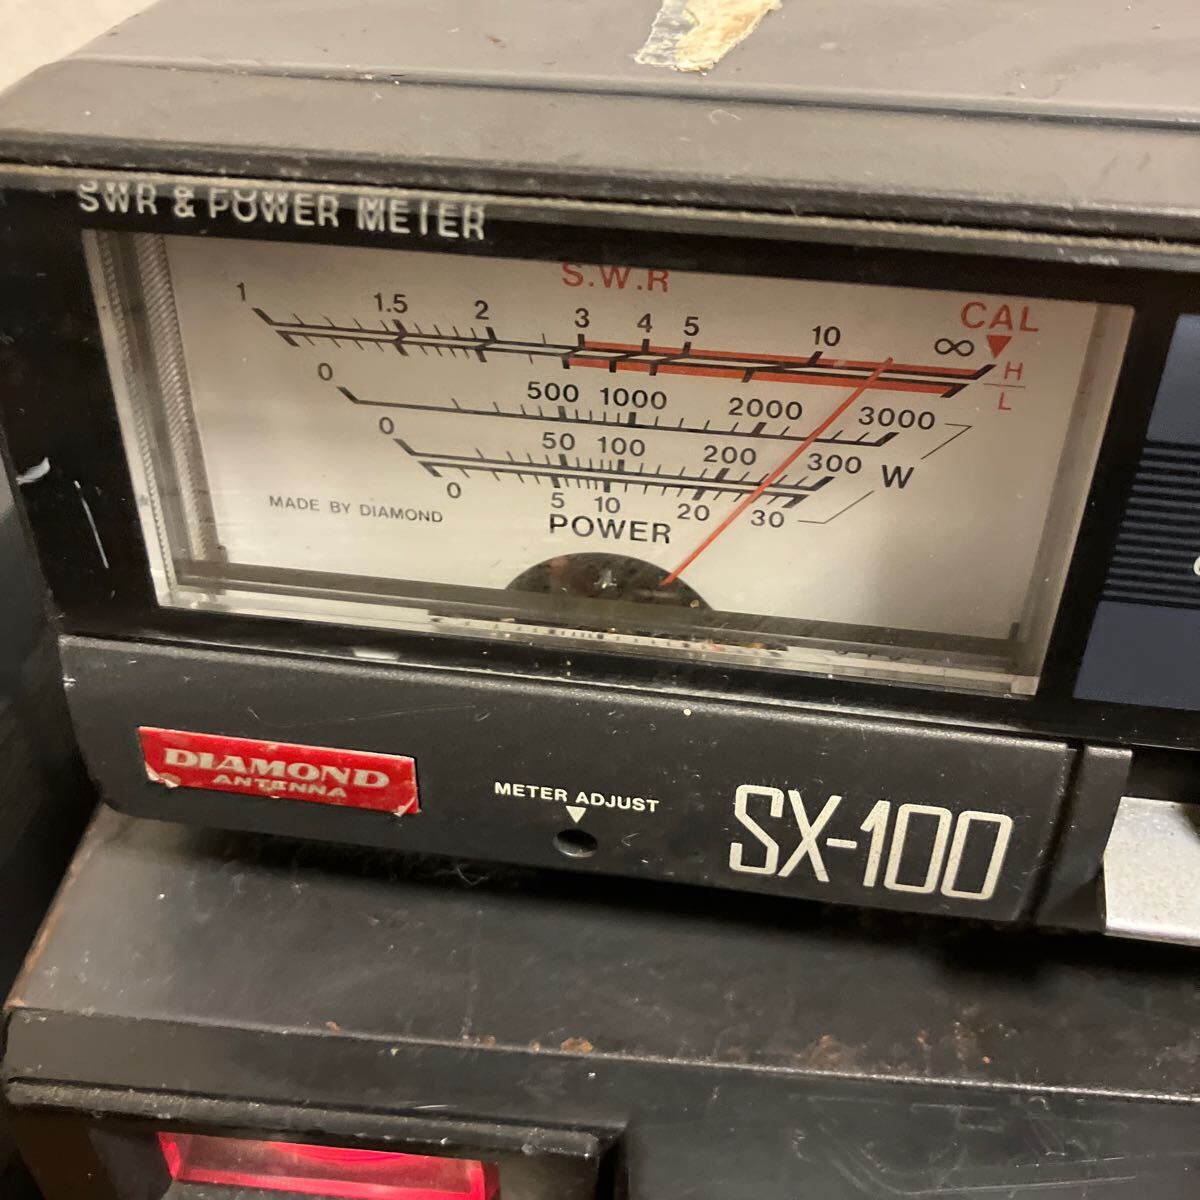 SWR & POWER METER
S.W.R
CAL
1 1.5 2 3 4 5 10 ∞
H
L
0 500 1000 2000 3000
0 50 100 200 300 W
0 5 10 20 30
MADE BY DIAMOND
POWER
DIAMOND
ANTENNA
METER ADJUST
SX-100